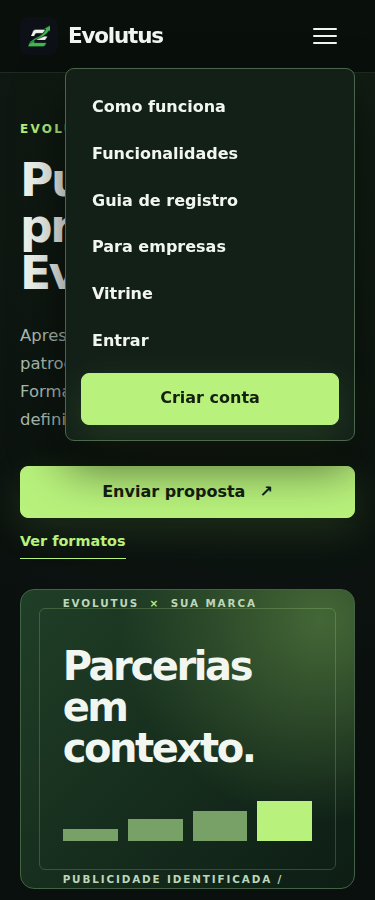 Evolutus
Como funciona
Funcionalidades
Guia de registro
Para empresas
Vitrine
Entrar
Criar conta
Enviar proposta ↗
Ver formatos
EVOLUTUS × SUA MARCA
Parcerias
em
contexto.
PUBLICIDADE IDENTIFICADA /